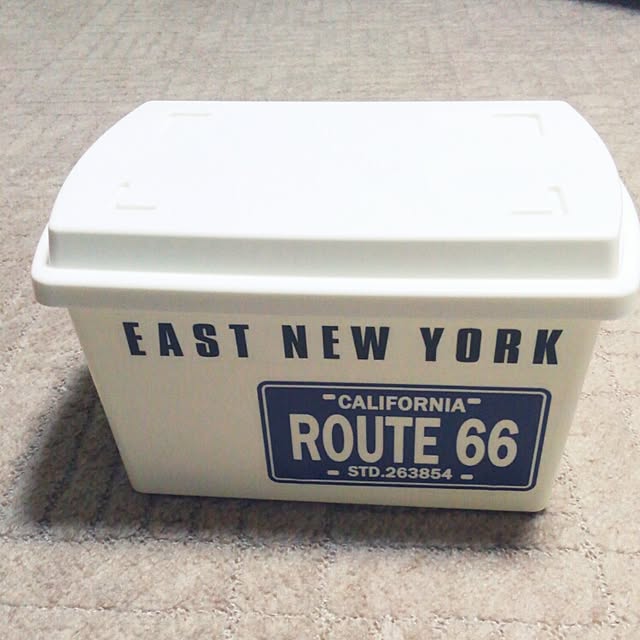 EAST NEW YORK
CALIFORNIA
ROUTE 66
STD.263854